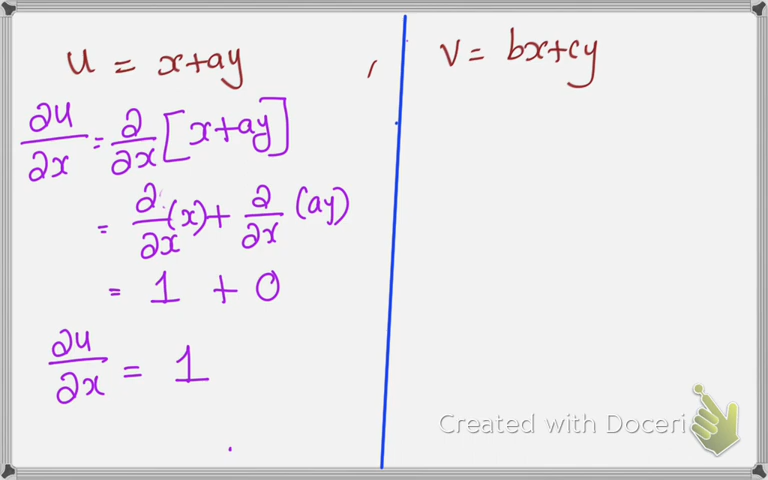 u = x+ay , v = bx+cy
∂u/∂x = ∂/∂x [x+ay]
= ∂/∂x (x) + ∂/∂x (ay)
= 1 + 0
∂u/∂x = 1
Created with Doceri